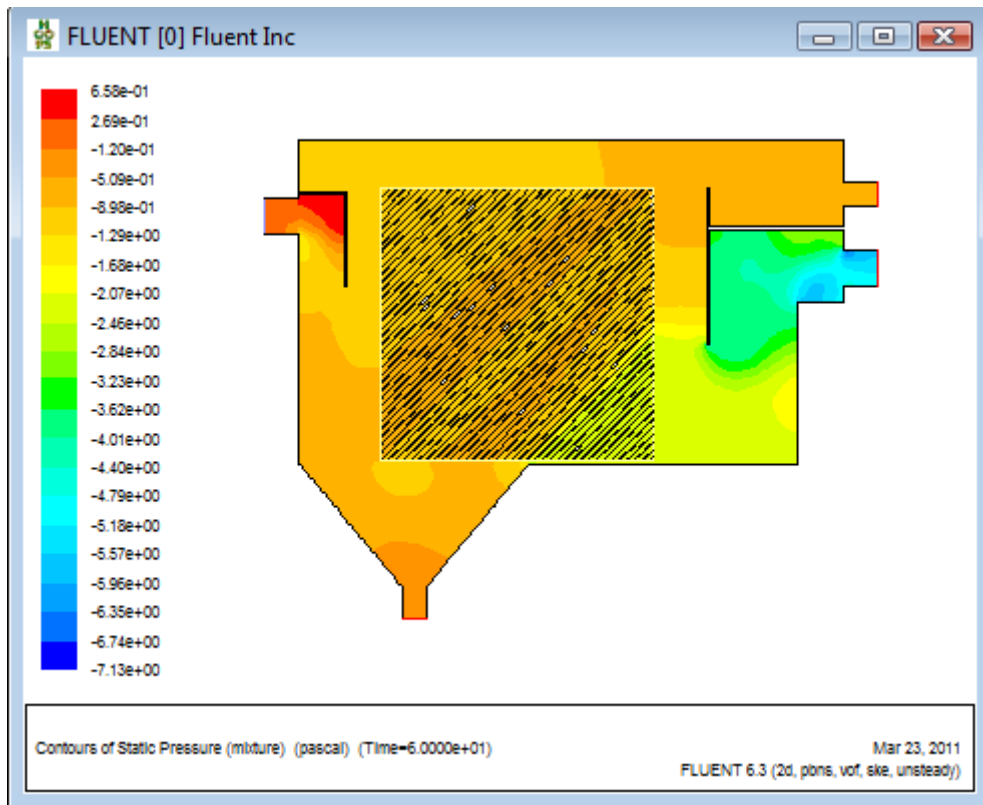 FLUENT [0] Fluent Inc
6.58e-01
2.69e-01
-1.20e-01
-5.09e-01
-8.98e-01
-1.29e+00
-1.68e+00
-2.07e+00
-2.46e+00
-2.84e+00
-3.23e+00
-3.62e+00
-4.01e+00
-4.40e+00
-4.79e+00
-5.18e+00
-5.57e+00
-5.96e+00
-6.35e+00
-6.74e+00
-7.13e+00
Contours of Static Pressure (mixture) (pascal) (Time=6.0000e+01)
Mar 23, 2011
FLUENT 6.3 (2d, pbns, vof, ske, unsteady)